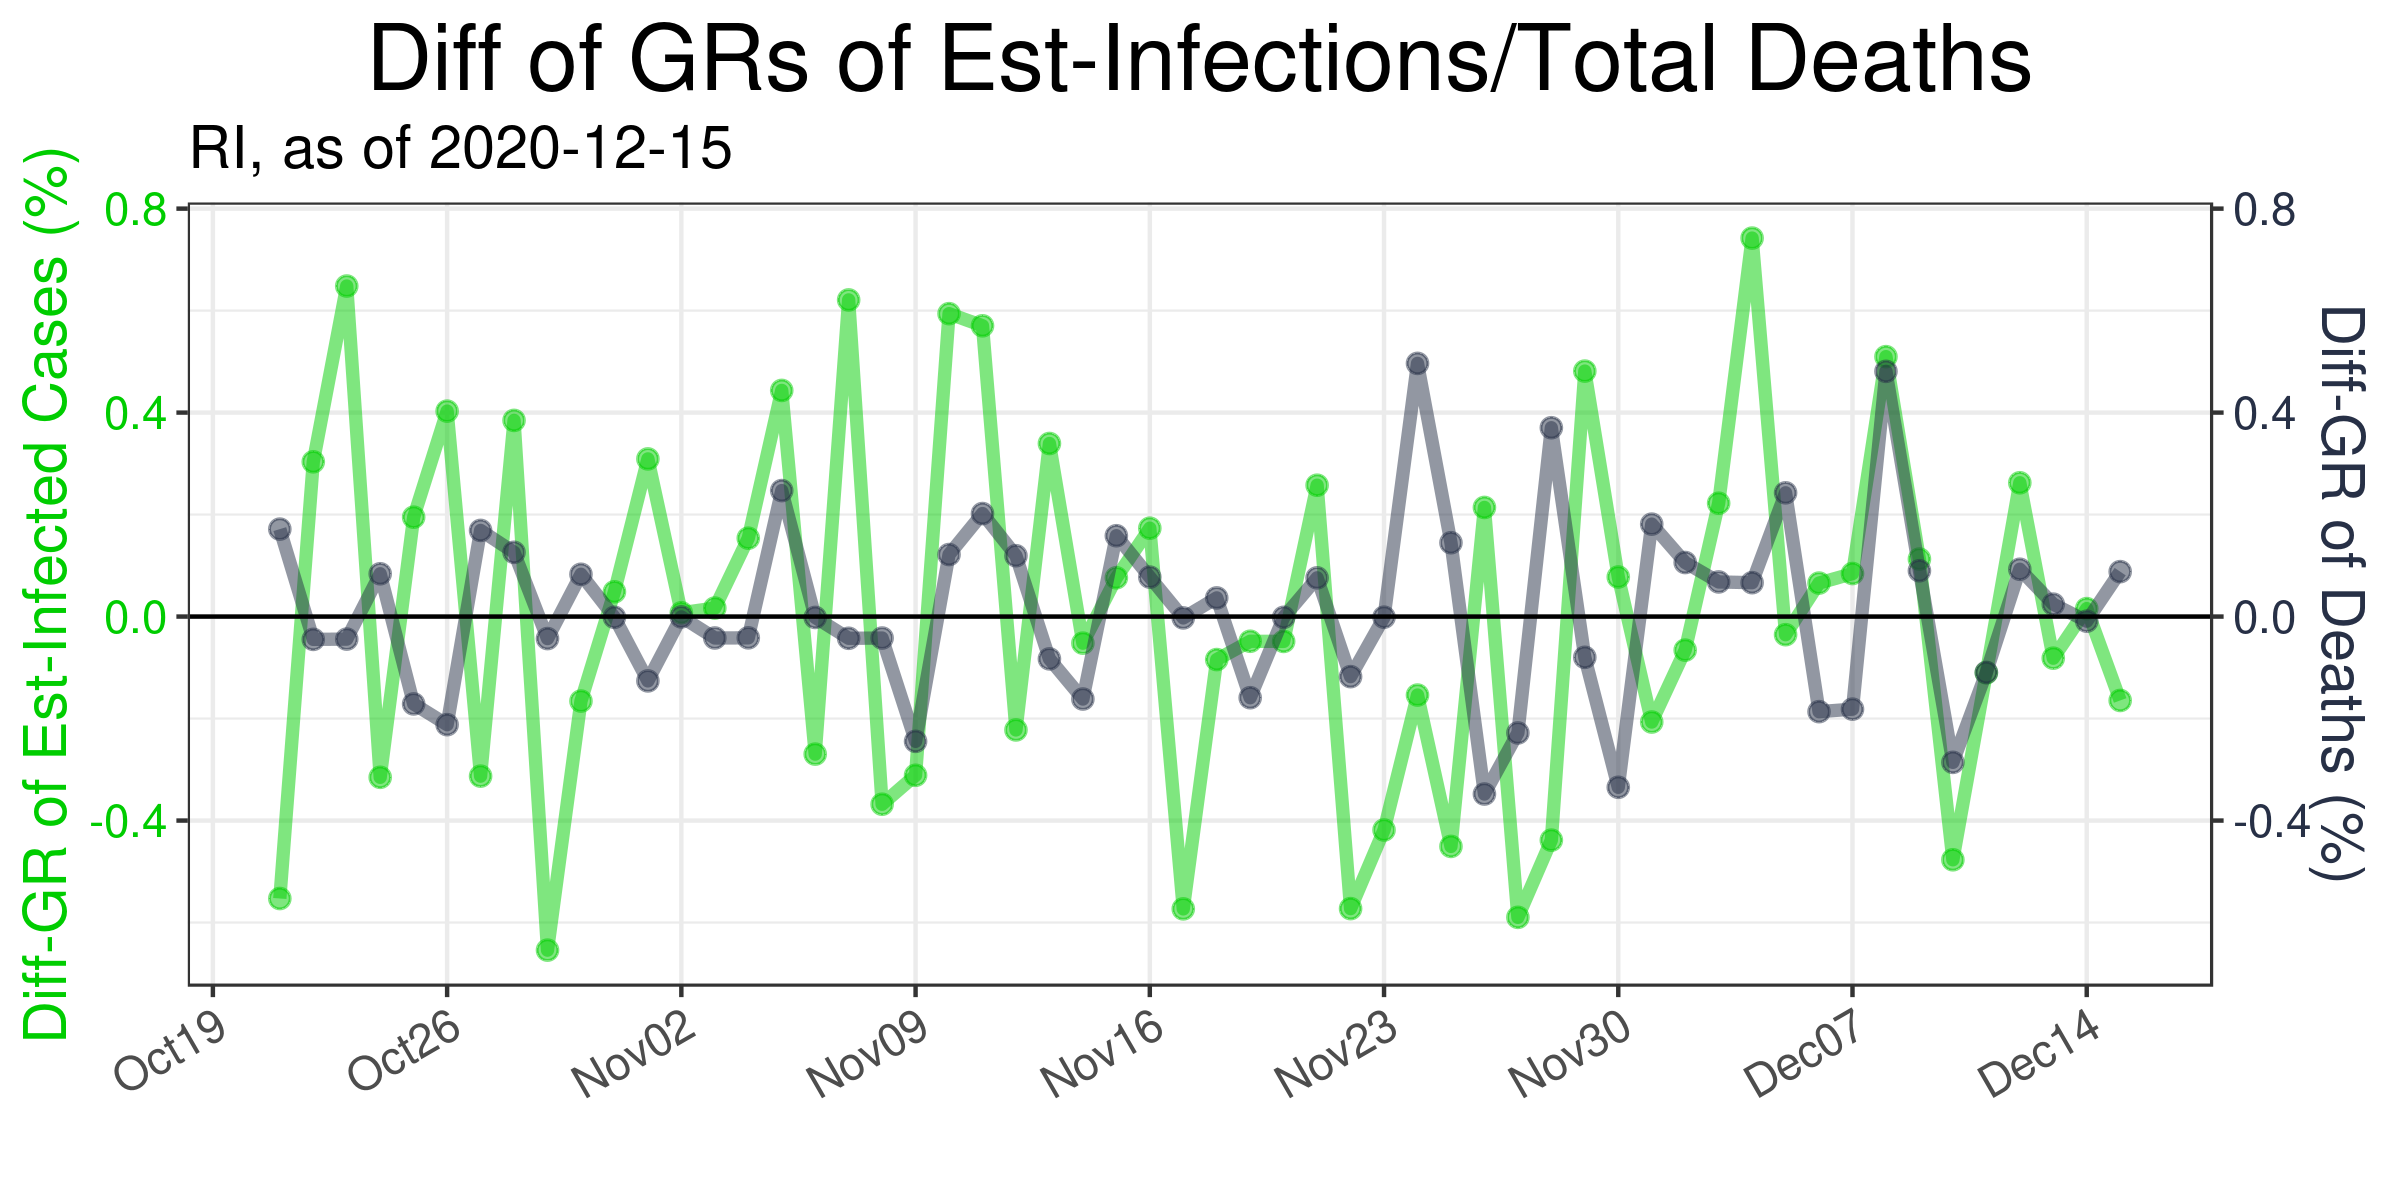 Diff of GRs of Est-Infections/Total Deaths
RI, as of 2020-12-15
Diff-GR of Est-Infected Cases (%)
0.8
0.4
0.0
-0.4
0.8
0.4
0.0
-0.4
Diff-GR of Deaths (%)
Oct19
Oct26
Nov02
Nov09
Nov16
Nov23
Nov30
Dec07
Dec14